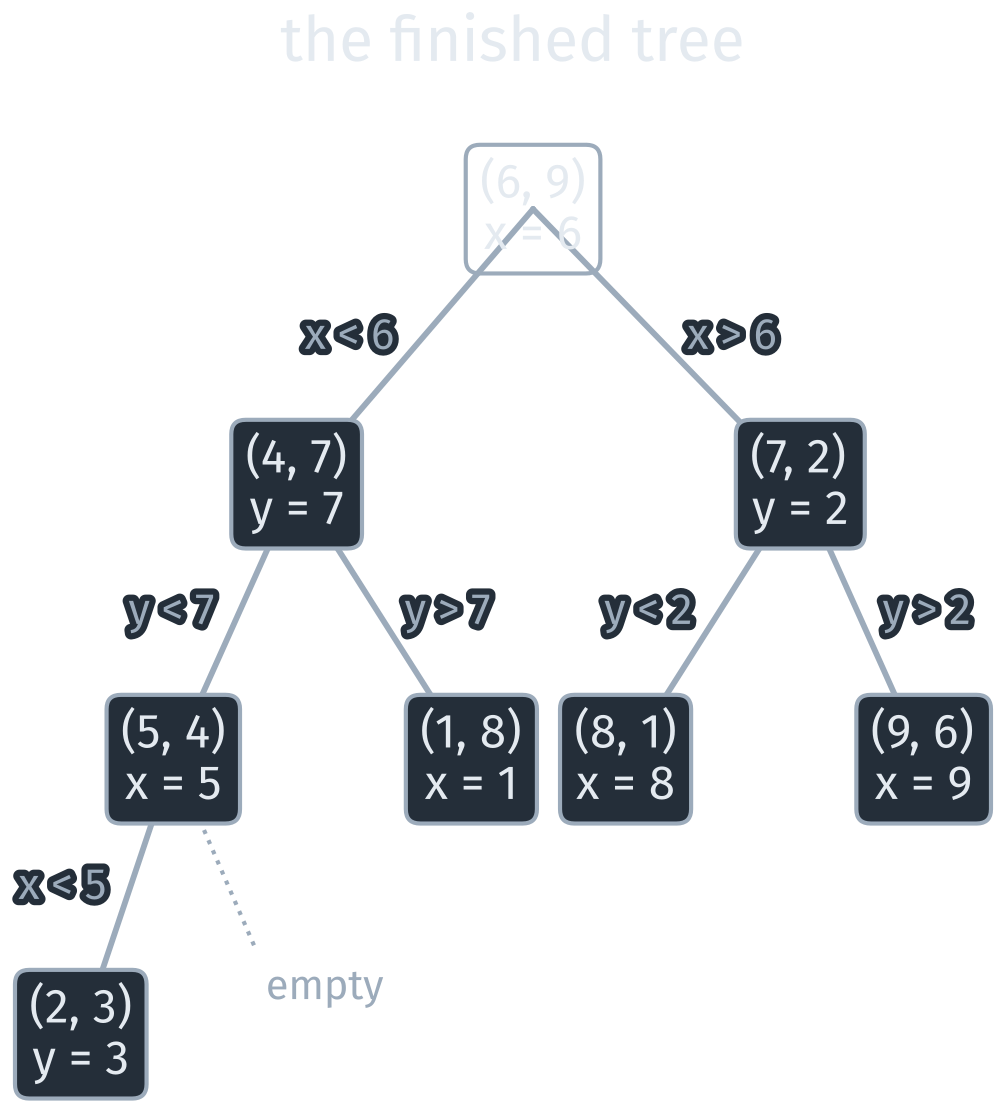 the finished tree
(6, 9)
x = 6
x<6
x>6
(4, 7)
y = 7
(7, 2)
y = 2
y<7
y>7
y<2
y>2
(5, 4)
x = 5
(1, 8)
x = 1
(8, 1)
x = 8
(9, 6)
x = 9
x<5
empty
(2, 3)
y = 3